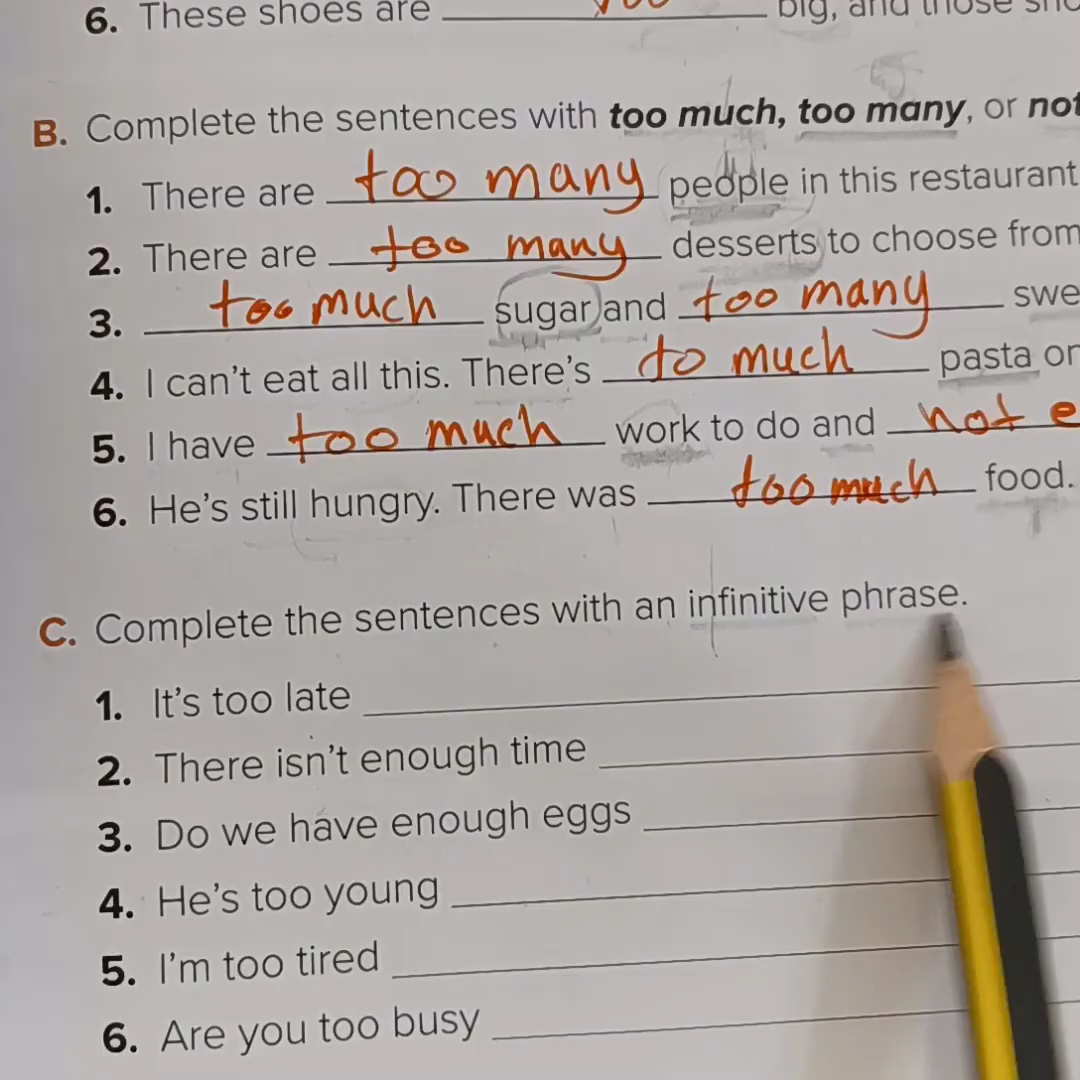 6. These shoes are too big, and those sho
B. Complete the sentences with too much, too many, or not
1. There are too many people in this restaurant
2. There are too many desserts to choose from
3. too much sugar and too many swe
4. I can't eat all this. There's to much pasta on
5. I have too much work to do and not e
6. He's still hungry. There was too much food.
C. Complete the sentences with an infinitive phrase.
1. It's too late
2. There isn't enough time
3. Do we have enough eggs
4. He's too young
5. I'm too tired
6. Are you too busy